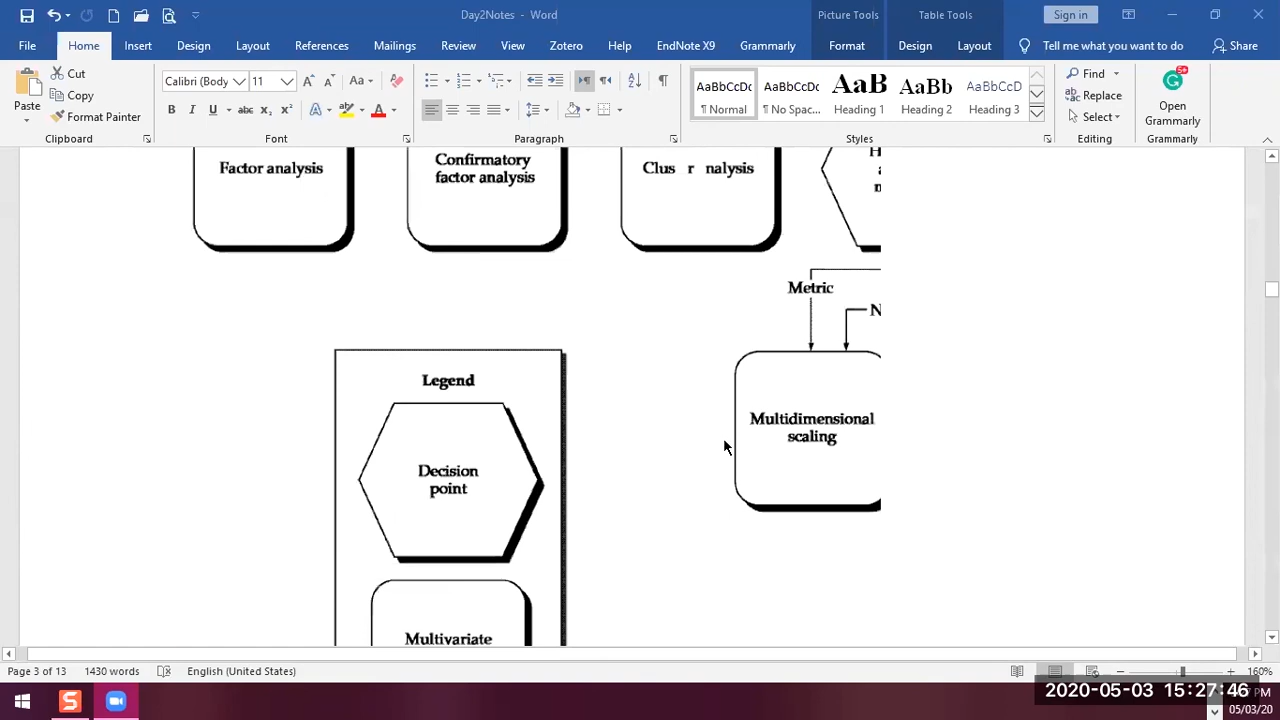 Day2Notes - Word
Picture Tools
Table Tools
Sign in
File Home Insert Design Layout References Mailings Review View Zotero Help EndNote X9 Grammarly Format Design Layout Tell me what you want to do Share
Paste
Cut
Copy
Format Painter
Clipboard
Calibri (Body 11
Font
Paragraph
AaBbCcDc AaBbCcDc AaB AaBbC AaBbCcD
¶ Normal ¶ No Spac... Heading 1 Heading 2 Heading 3
Styles
Find
Replace
Select
Editing
Open
Grammarly
Grammarly
Factor analysis
Confirmatory
factor analysis
Clus r nalysis
Metric
N
Legend
Decision
point
Multivariate
Multidimensional
scaling
Page 3 of 13 1430 words English (United States) 160%
2020-05-03 15:27:46
PM
05/03/20